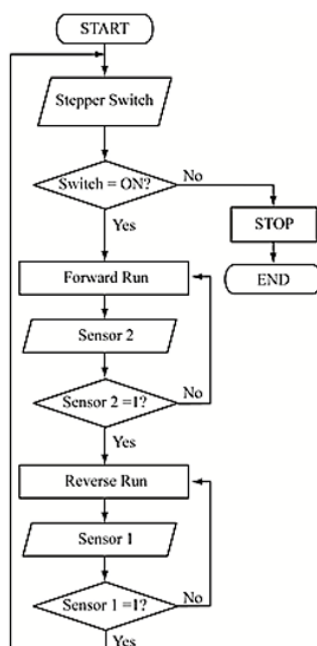 START
Stepper Switch
Switch = ON?
No
Yes
STOP
END
Forward Run
Sensor 2
Sensor 2 =1?
No
Yes
Reverse Run
Sensor 1
Sensor 1 =1?
No
Yes